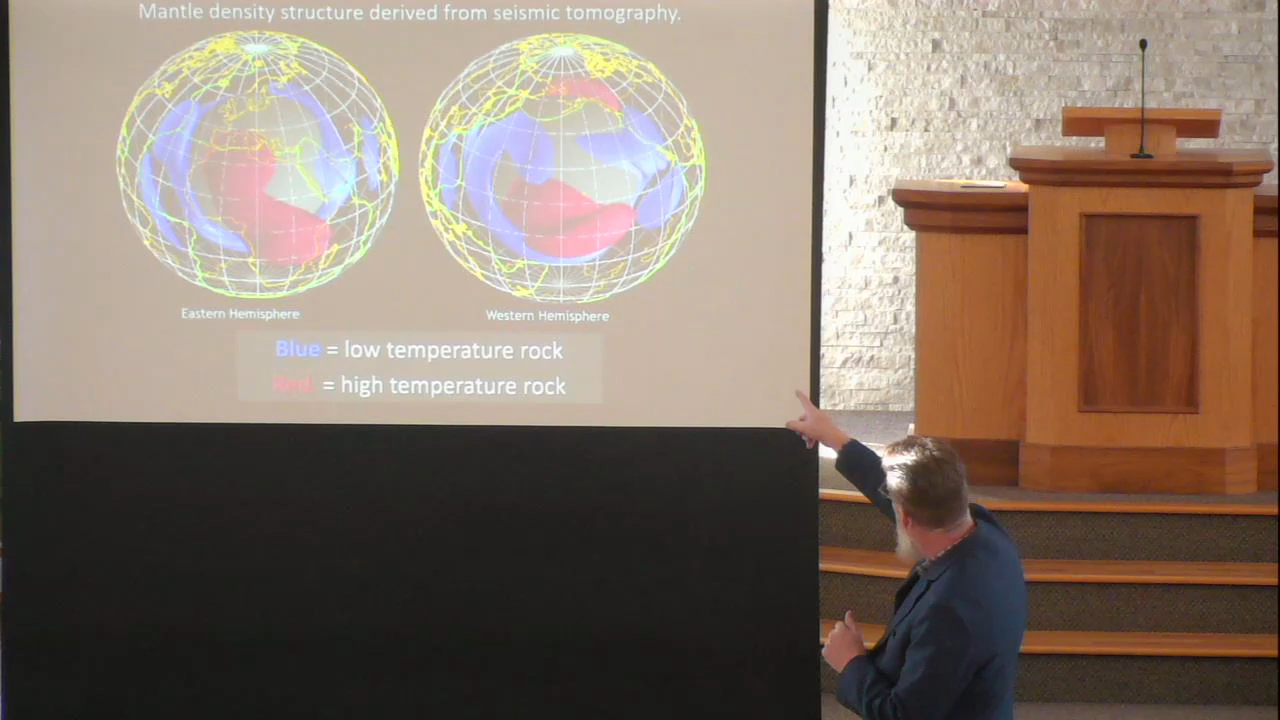 Mantle density structure derived from seismic tomography.
Eastern Hemisphere
Western Hemisphere
Blue = low temperature rock
Red = high temperature rock